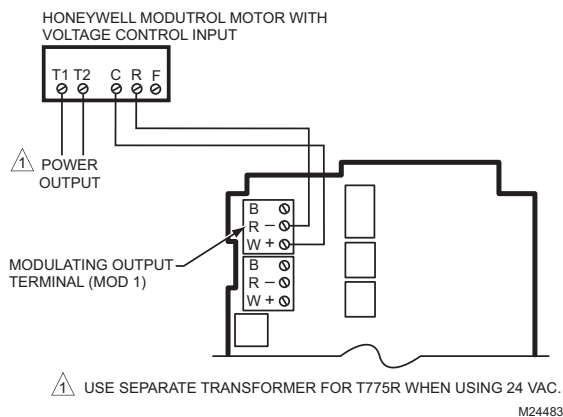 HONEYWELL MODUTROL MOTOR WITH
VOLTAGE CONTROL INPUT
T1 T2 C R F
1 POWER
OUTPUT
B
R –
W +
MODULATING OUTPUT
TERMINAL (MOD 1)
B
R –
W +
1 USE SEPARATE TRANSFORMER FOR T775R WHEN USING 24 VAC.
M24483